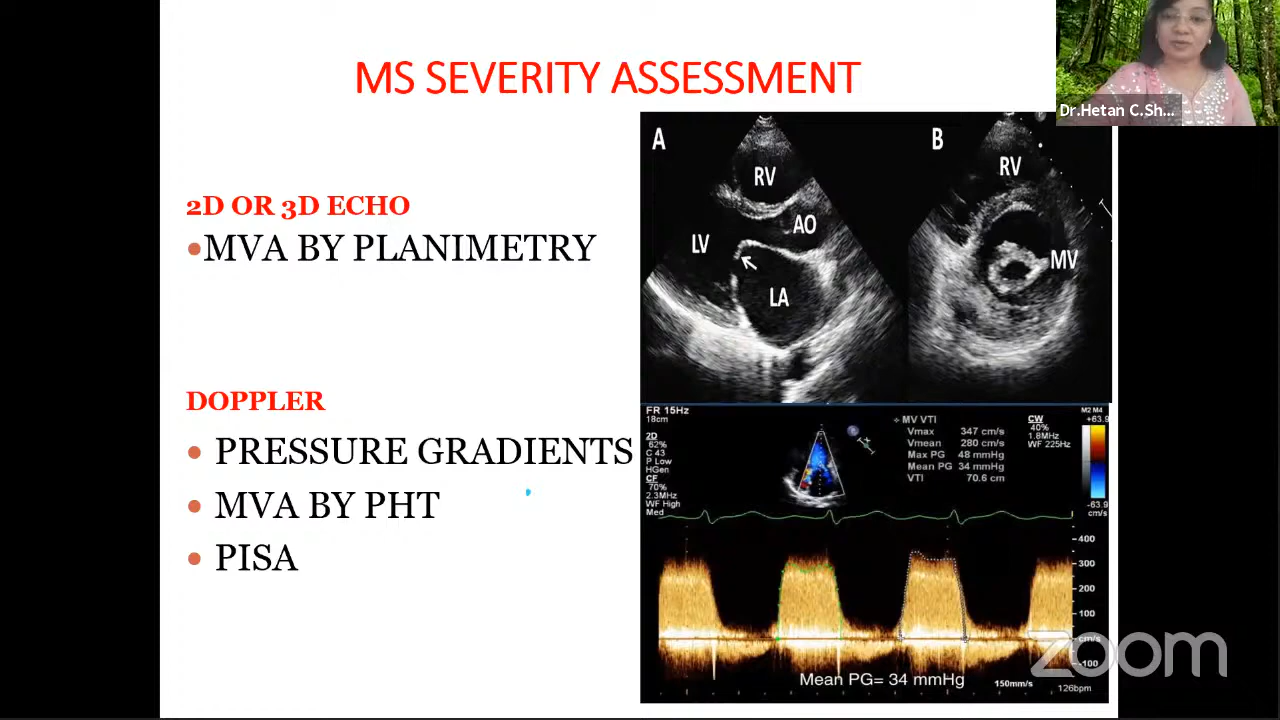 MS SEVERITY ASSESSMENT
Dr.Hetan C.Sh...
2D OR 3D ECHO
•MVA BY PLANIMETRY
DOPPLER
• PRESSURE GRADIENTS
• MVA BY PHT
• PISA
A
RV
AO
LV
LA
B
RV
MV
FR 15Hz
18cm
2D
62%
C 43
P Low
HGen
CF
70%
2.3MHz
WF High
Med
MV VTI
Vmax 347 cm/s
Vmean 280 cm/s
Max PG 48 mmHg
Mean PG 34 mmHg
VTI 70.6 cm
CW
40%
1.8MHz
WF 225Hz
M2 M4
+63.9
-63.9
cm/s
400
300
200
100
cm/s
-100
Mean PG= 34 mmHg
150mm/s
126bpm
zoom